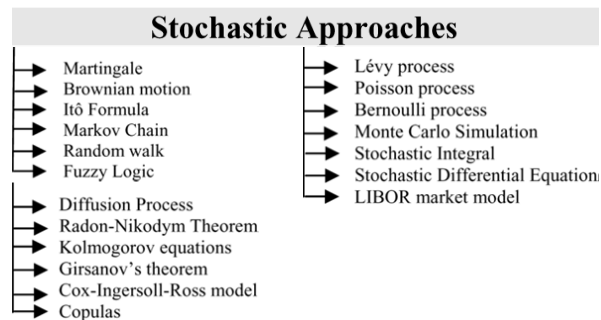 Stochastic Approaches
Martingale
Brownian motion
Itô Formula
Markov Chain
Random walk
Fuzzy Logic
Diffusion Process
Radon-Nikodym Theorem
Kolmogorov equations
Girsanov’s theorem
Cox-Ingersoll-Ross model
Copulas
Lévy process
Poisson process
Bernoulli process
Monte Carlo Simulation
Stochastic Integral
Stochastic Differential Equation
LIBOR market model